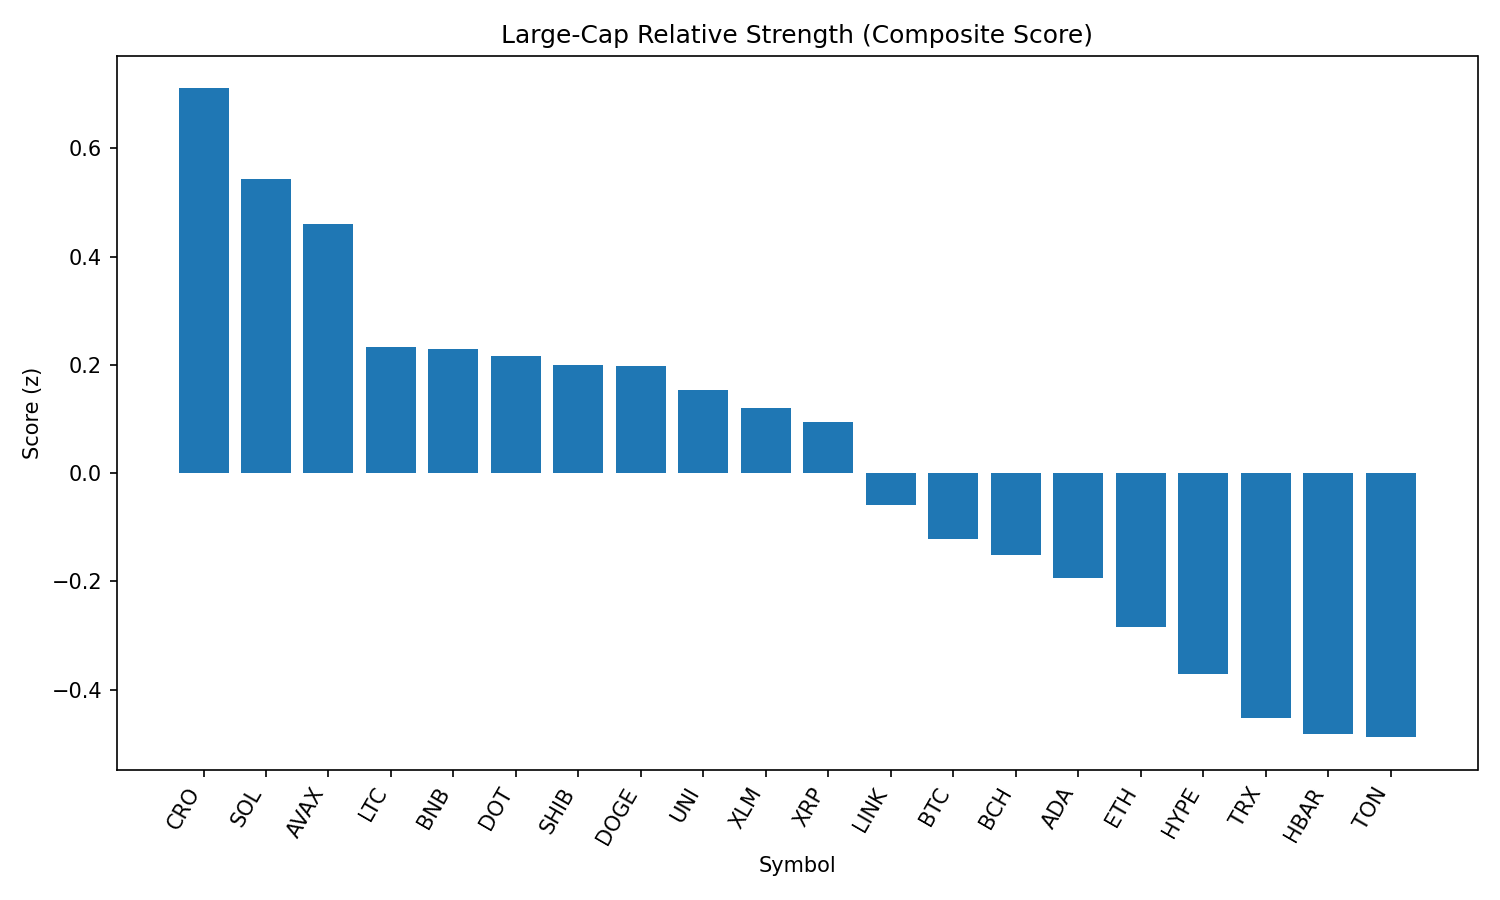 Large-Cap Relative Strength (Composite Score)
Score (z)
0.6
0.4
0.2
0.0
−0.2
−0.4
CRO
SOL
AVAX
LTC
BNB
DOT
SHIB
DOGE
UNI
XLM
XRP
LINK
BTC
BCH
ADA
ETH
HYPE
TRX
HBAR
TON
Symbol